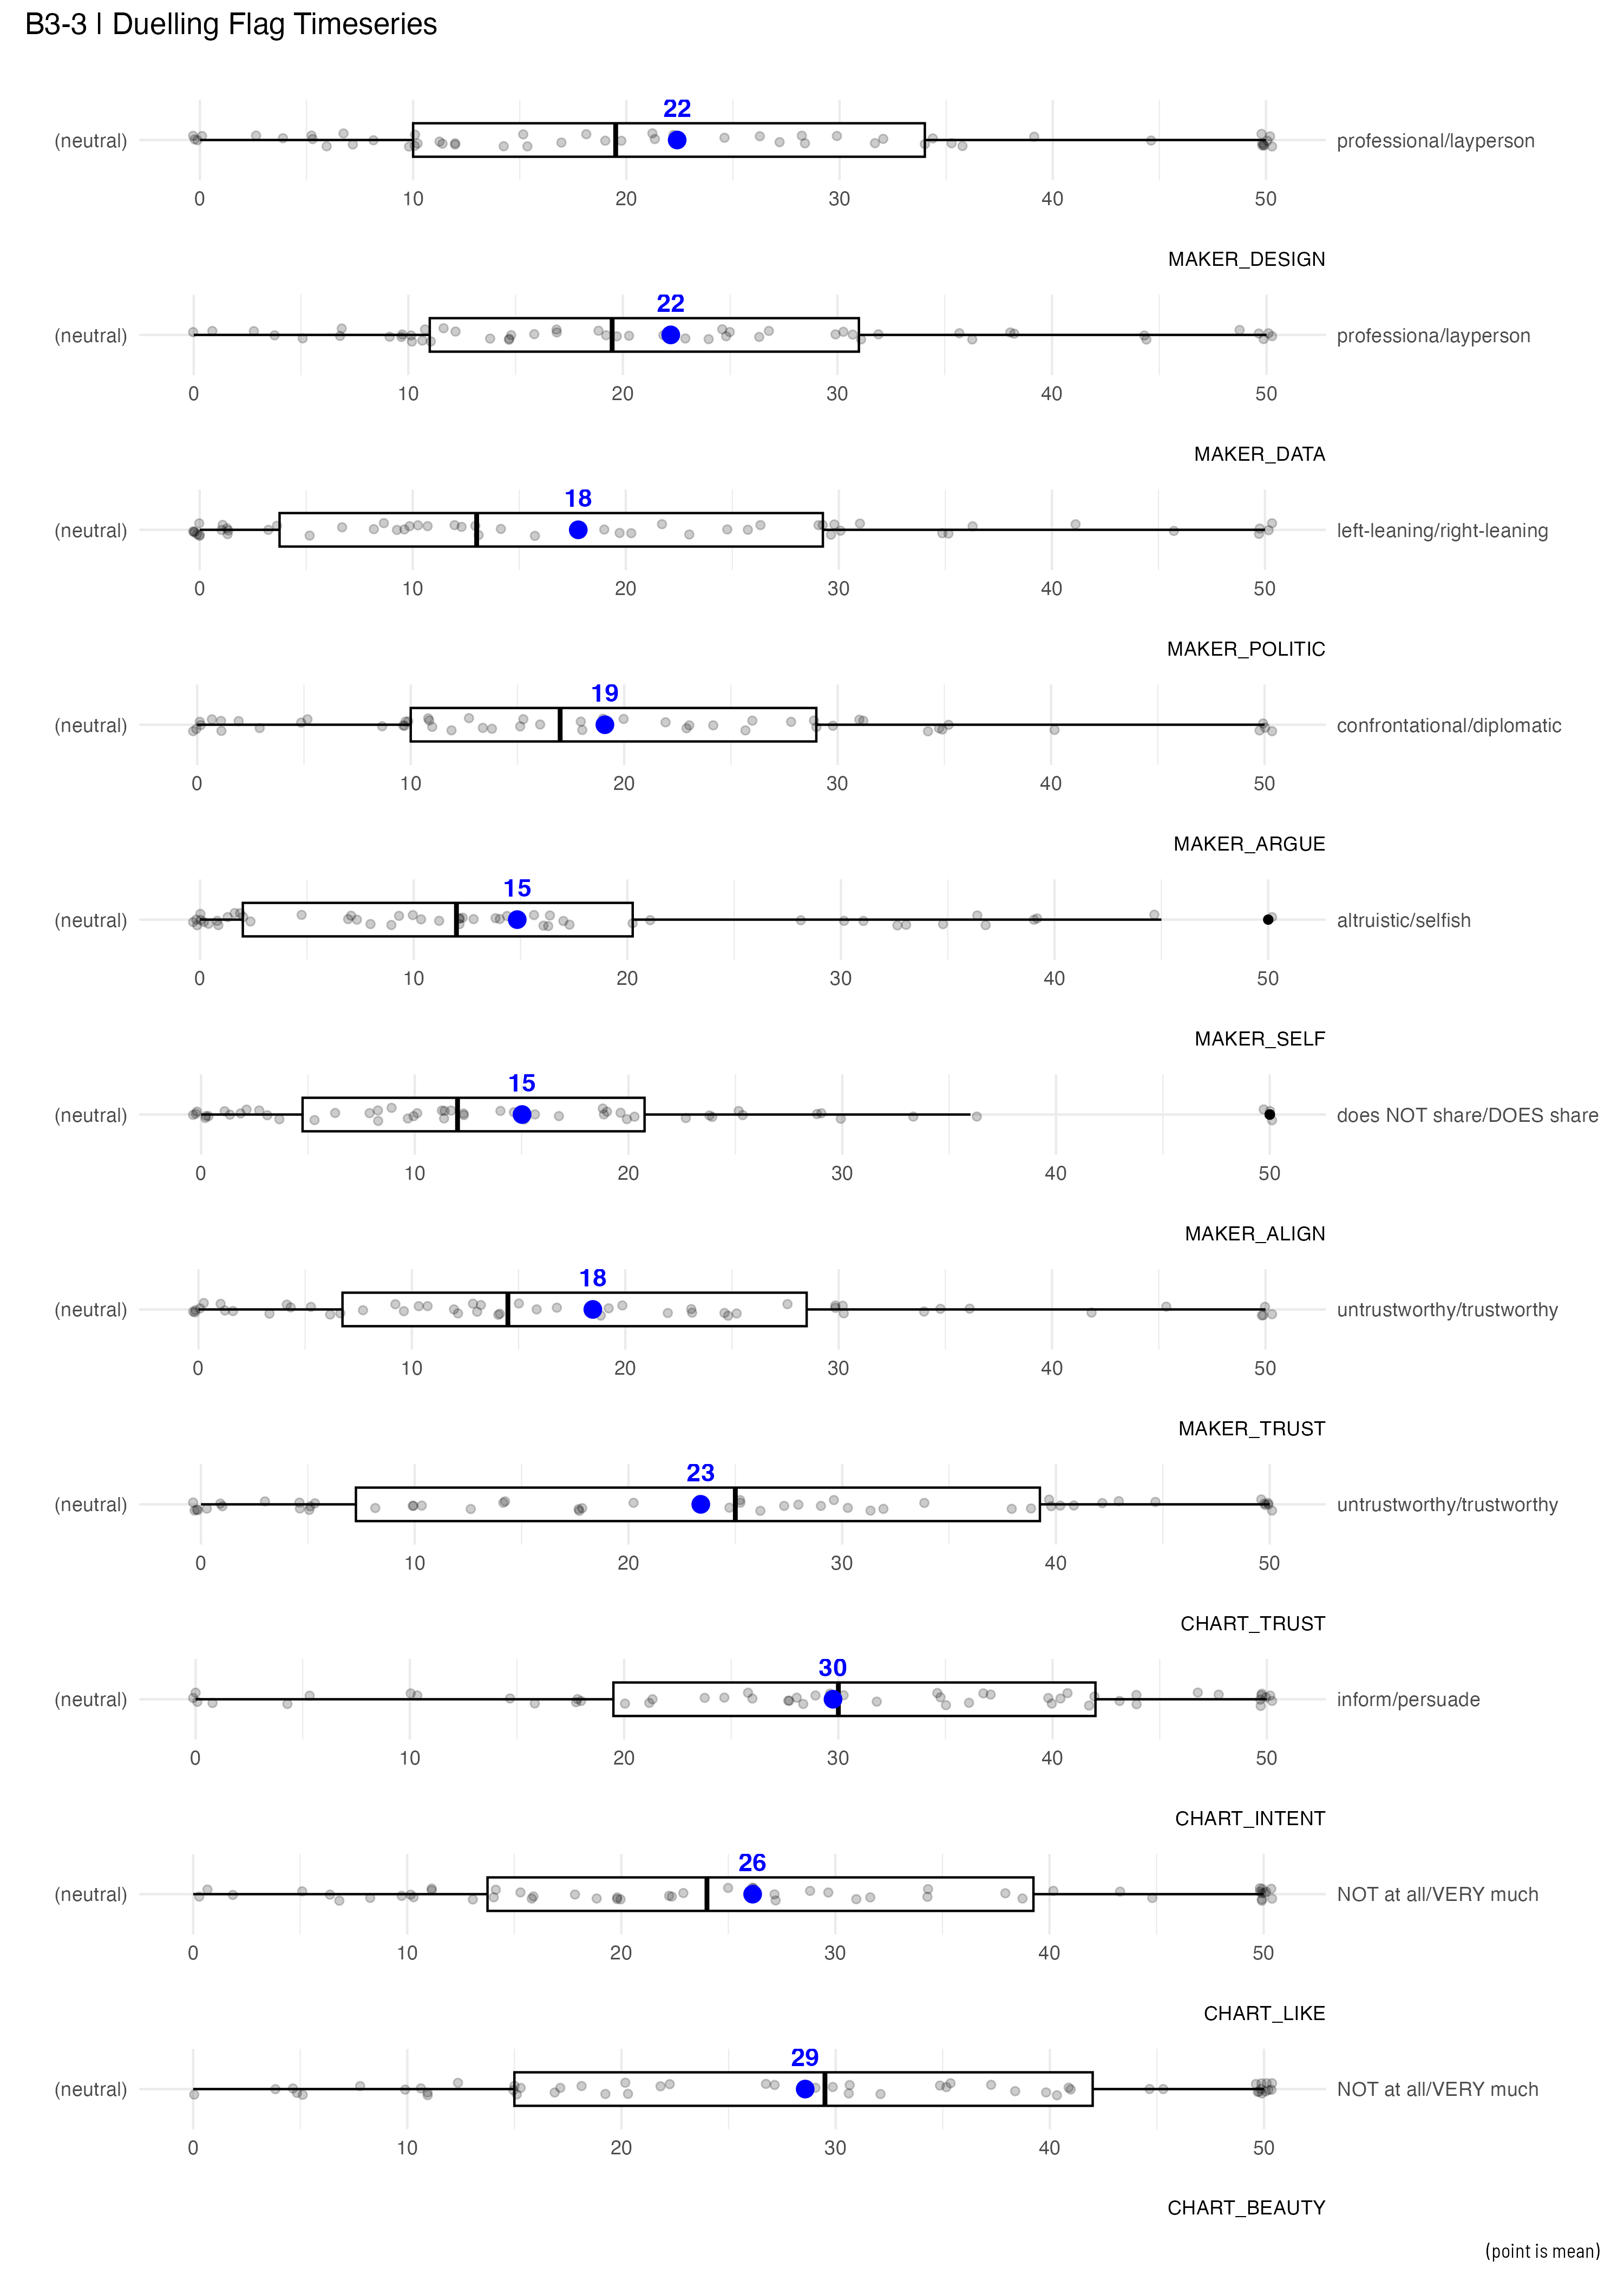 B3-3 | Duelling Flag Timeseries
22
(neutral) professional/layperson
0 10 20 30 40 50
MAKER_DESIGN
22
(neutral) professiona/layperson
0 10 20 30 40 50
MAKER_DATA
18
(neutral) left-leaning/right-leaning
0 10 20 30 40 50
MAKER_POLITIC
19
(neutral) confrontational/diplomatic
0 10 20 30 40 50
MAKER_ARGUE
15
(neutral) altruistic/selfish
0 10 20 30 40 50
MAKER_SELF
15
(neutral) does NOT share/DOES share
0 10 20 30 40 50
MAKER_ALIGN
18
(neutral) untrustworthy/trustworthy
0 10 20 30 40 50
MAKER_TRUST
23
(neutral) untrustworthy/trustworthy
0 10 20 30 40 50
CHART_TRUST
30
(neutral) inform/persuade
0 10 20 30 40 50
CHART_INTENT
26
(neutral) NOT at all/VERY much
0 10 20 30 40 50
CHART_LIKE
29
(neutral) NOT at all/VERY much
0 10 20 30 40 50
CHART_BEAUTY
(point is mean)